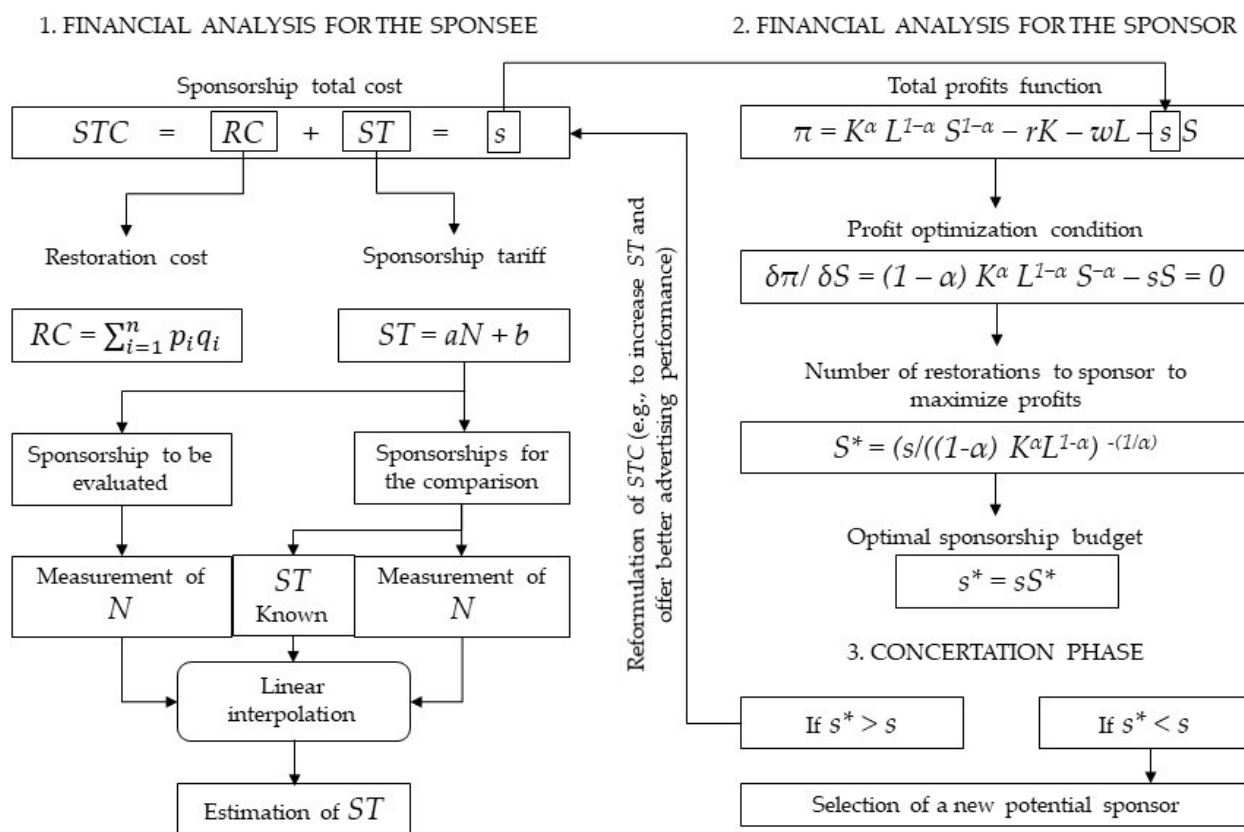 1. FINANCIAL ANALYSIS FOR THE SPONSEE
Sponsorship total cost
STC = RC + ST = s
Restoration cost
Sponsorship tariff
RC = ∑ⁿᵢ₌₁ pᵢqᵢ
ST = aN + b
Sponsorship to be
evaluated
Sponsorships for
the comparison
Measurement of
N
ST
Known
Measurement of
N
Linear
interpolation
Estimation of ST
Reformulation of STC (e.g., to increase ST and
offer better advertising performance)
2. FINANCIAL ANALYSIS FOR THE SPONSOR
Total profits function
π = K^α L^1−α S^1−α − rK − wL − s S
Profit optimization condition
δπ/ δS = (1 − α) K^α L^1−α S^−α − sS = 0
Number of restorations to sponsor to
maximize profits
S* = (s/((1-α) K^αL^1-α) ^-(1/α)
Optimal sponsorship budget
s* = sS*
3. CONCERTATION PHASE
If s* > s
If s* < s
Selection of a new potential sponsor